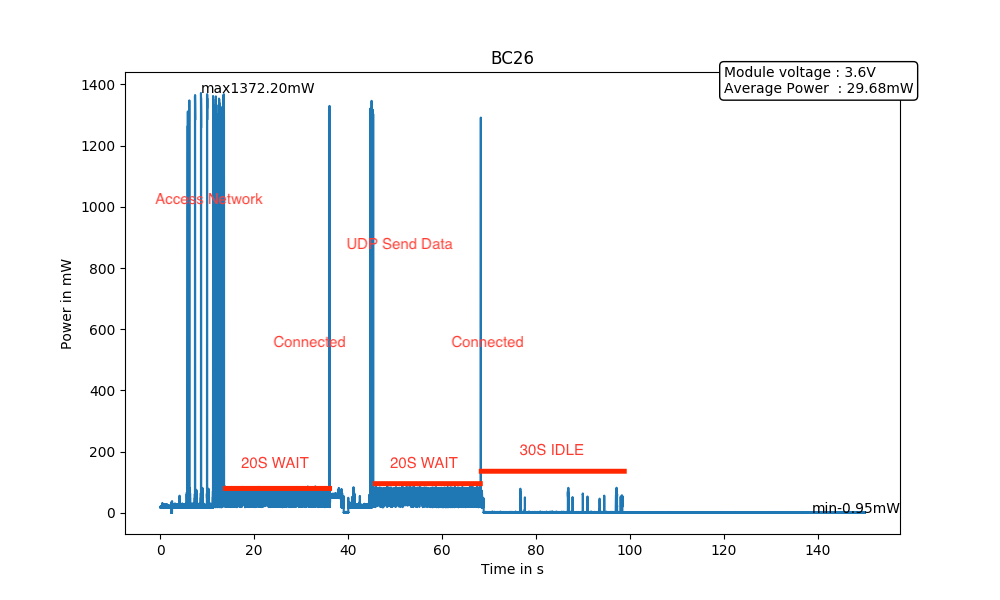 BC26
Module voltage : 3.6V
Average Power  : 29.68mW
max1372.20mW
Access Network
UDP Send Data
Connected
Connected
20S WAIT
20S WAIT
30S IDLE
min-0.95mW
Power in mW
1400
1200
1000
800
600
400
200
0
0
20
40
60
80
100
120
140
Time in s